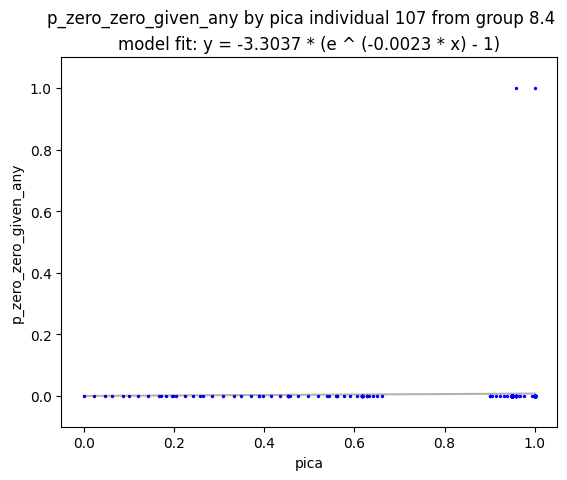 p_zero_zero_given_any by pica individual 107 from group 8.4
model fit: y = -3.3037 * (e ^ (-0.0023 * x) - 1)
1.0
0.8
0.6
0.4
0.2
0.0
p_zero_zero_given_any
0.0 0.2 0.4 0.6 0.8 1.0
pica